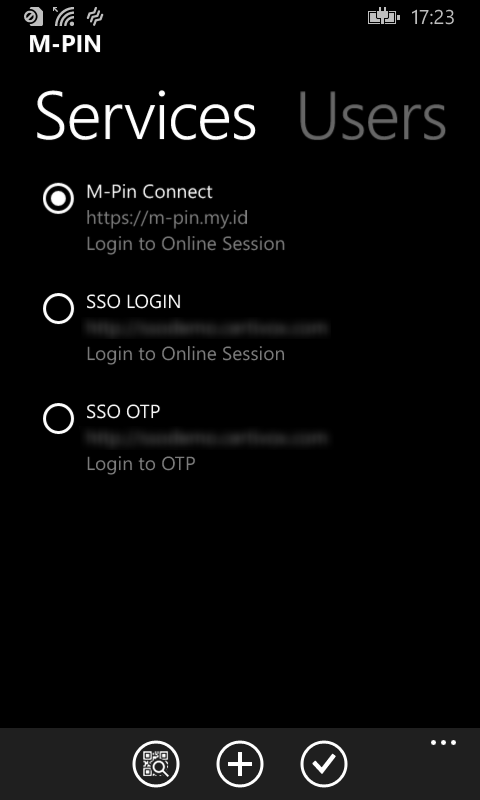 17:23
M-PIN
Services Users
M-Pin Connect
https://m-pin.my.id
Login to Online Session
SSO LOGIN
Login to Online Session
SSO OTP
Login to OTP